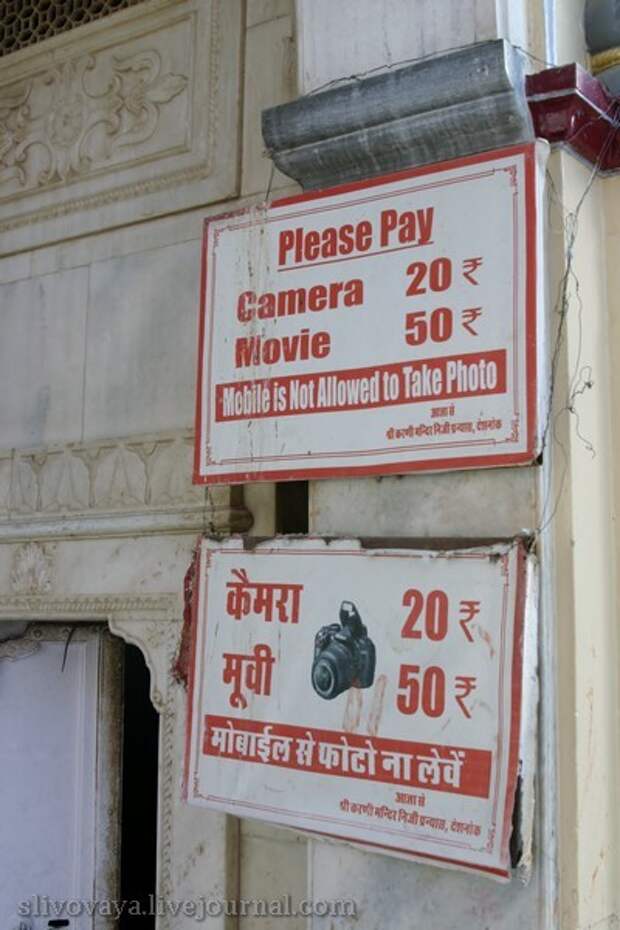 Please Pay
Camera 20 ₹
Movie 50 ₹
Mobile is Not Allowed to Take Photo
आज्ञा से
श्री करणी मन्दिर निजी प्रन्यास, देशनोक
कैमरा 20 ₹
मूवी 50 ₹
मोबाईल से फोटो ना लेवें
आज्ञा से
श्री करणी मन्दिर निजी प्रन्यास, देशनोक
slivovaya.livejournal.com